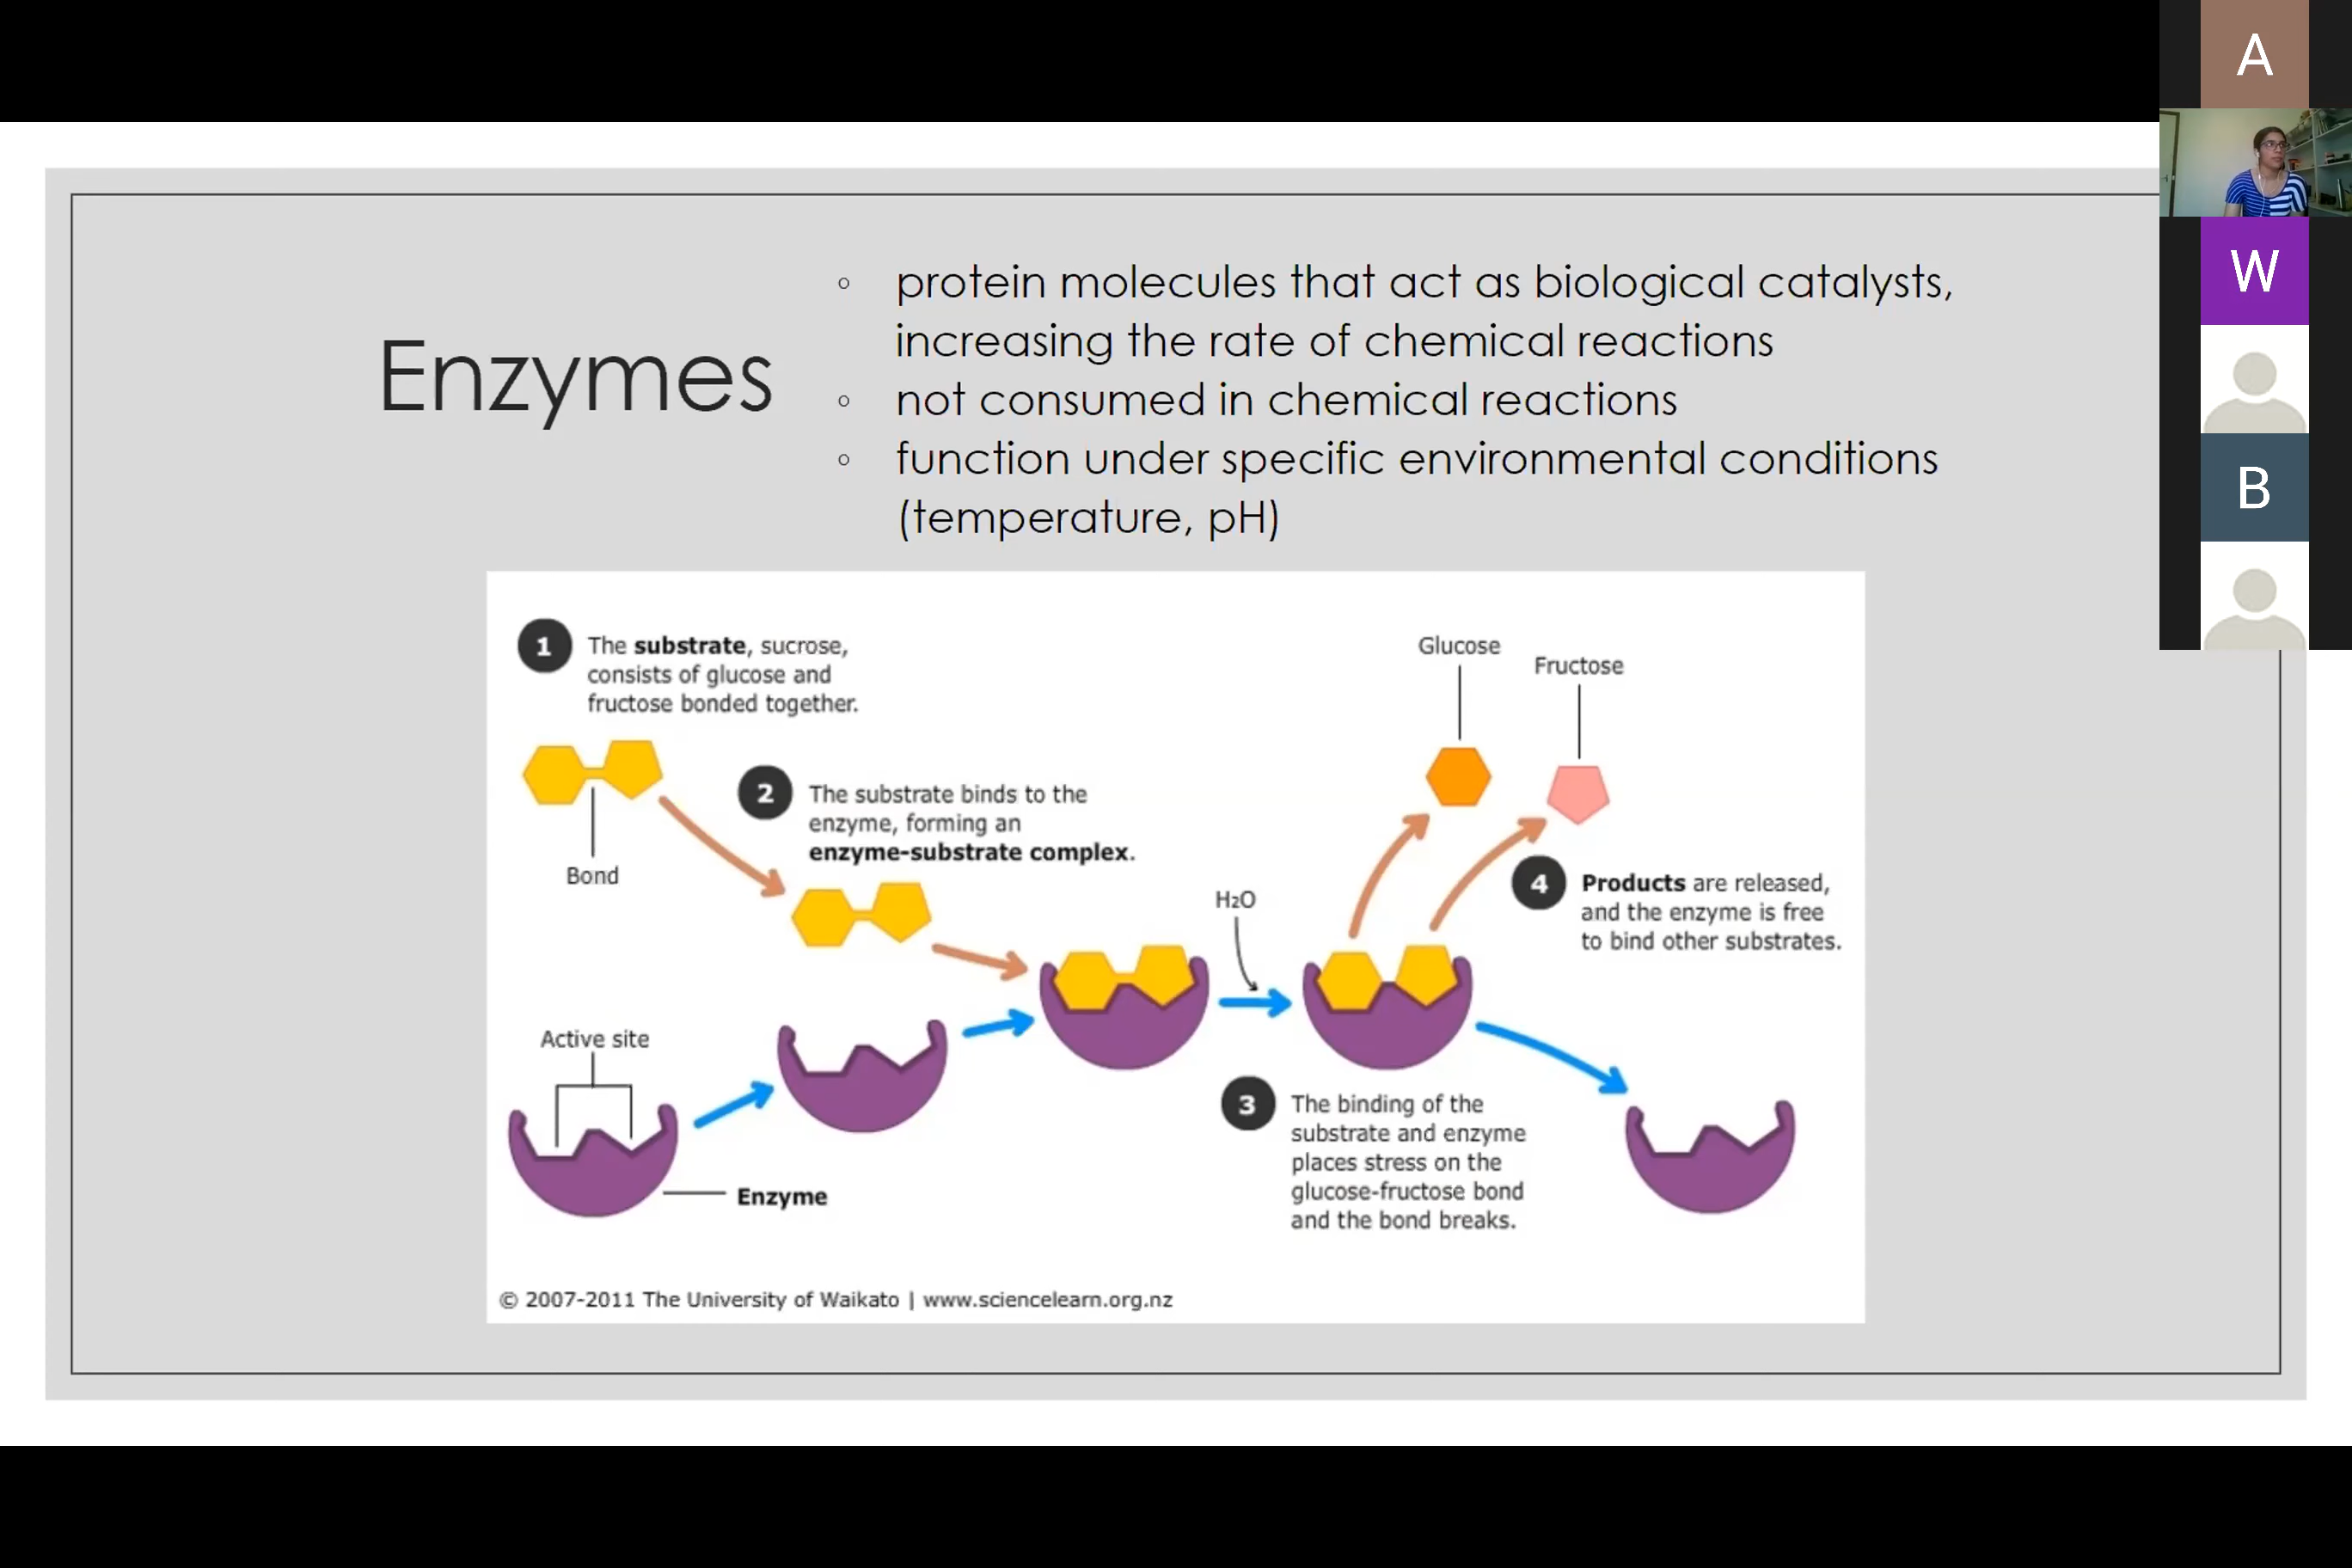 Enzymes
protein molecules that act as biological catalysts,
increasing the rate of chemical reactions
not consumed in chemical reactions
function under specific environmental conditions
(temperature, pH)
1
The substrate, sucrose,
consists of glucose and
fructose bonded together.
Bond
2
The substrate binds to the
enzyme, forming an
enzyme-substrate complex.
Active site
Enzyme
H₂O
3
The binding of the
substrate and enzyme
places stress on the
glucose-fructose bond
and the bond breaks.
Glucose
Fructose
4
Products are released,
and the enzyme is free
to bind other substrates.
© 2007-2011 The University of Waikato | www.sciencelearn.org.nz
A
W
B